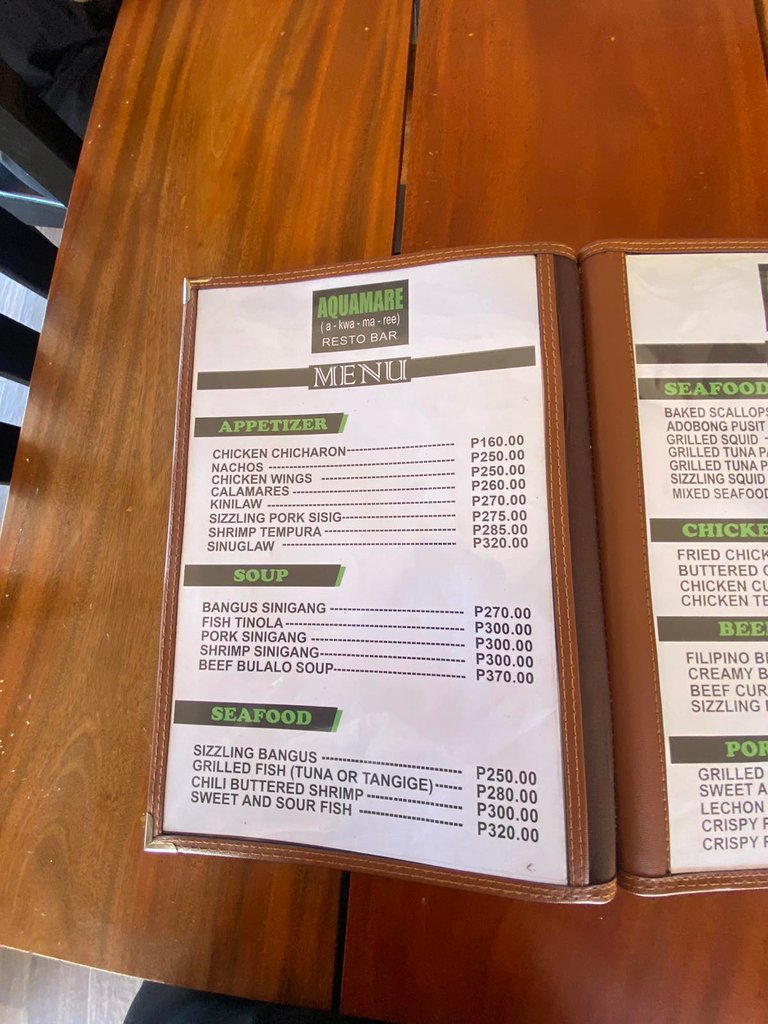 AQUAMARE
( a - kwa - ma - ree)
RESTO BAR
MENU
APPETIZER
CHICKEN CHICHARON P160.00
NACHOS P250.00
CHICKEN WINGS P250.00
CALAMARES P260.00
KINILAW P270.00
SIZZLING PORK SISIG P275.00
SHRIMP TEMPURA P285.00
SINUGLAW P320.00
SOUP
BANGUS SINIGANG P270.00
FISH TINOLA P300.00
PORK SINIGANG P300.00
SHRIMP SINIGANG P300.00
BEEF BULALO SOUP P370.00
SEAFOOD
SIZZLING BANGUS P250.00
GRILLED FISH (TUNA OR TANGIGE) P280.00
CHILI BUTTERED SHRIMP P300.00
SWEET AND SOUR FISH P320.00
SEAFOOD
BAKED SCALLOPS
ADOBONG PUSIT
GRILLED SQUID
GRILLED TUNA
GRILLED TUNA
SIZZLING SQUID
MIXED SEAFOOD
FRIED
BUTTERED
CHICKEN
CHICKEN
FILIPINO
CREAMY
BEEF
SIZZLING
GRILLED
SWEET
LECHON
CRISPY
CRISPY